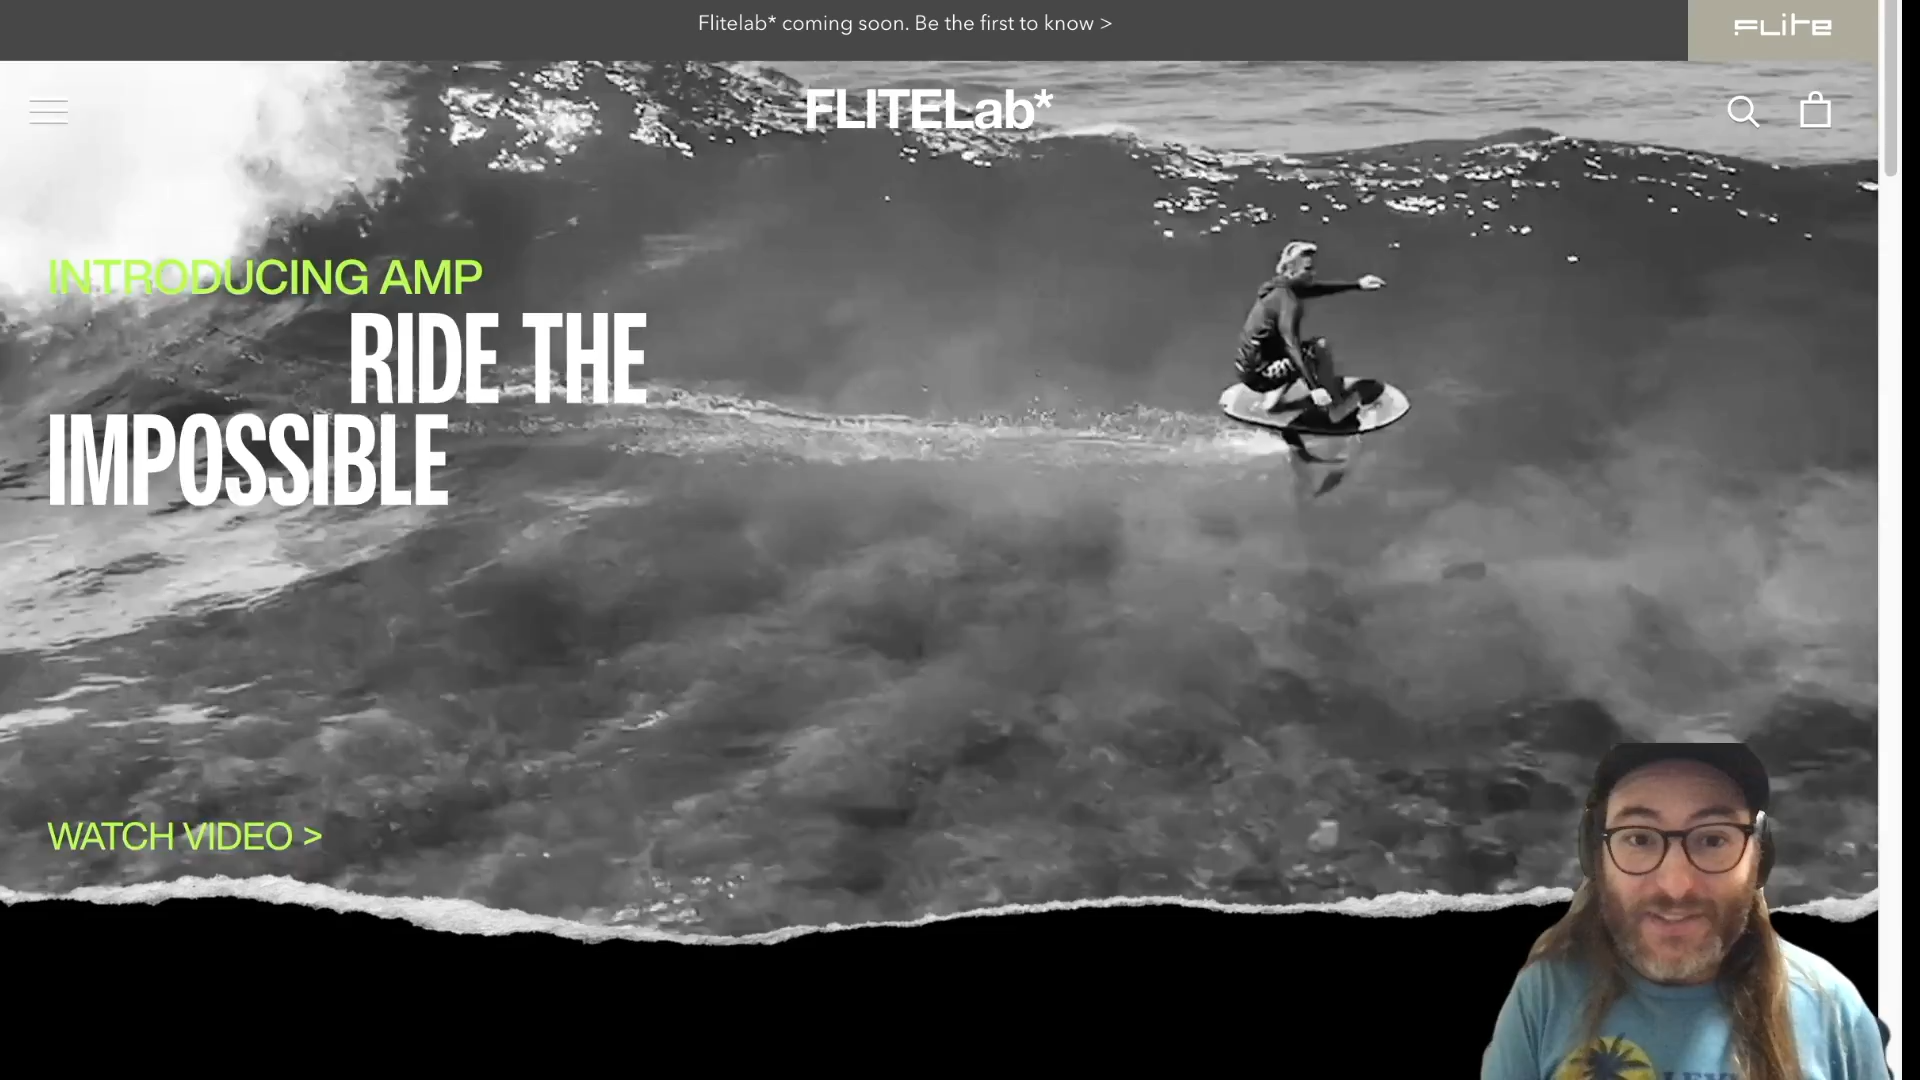 Flitelab* coming soon. Be the first to know >
FLITE
FLITELab*
INTRODUCING AMP
RIDE THE
IMPOSSIBLE
WATCH VIDEO >